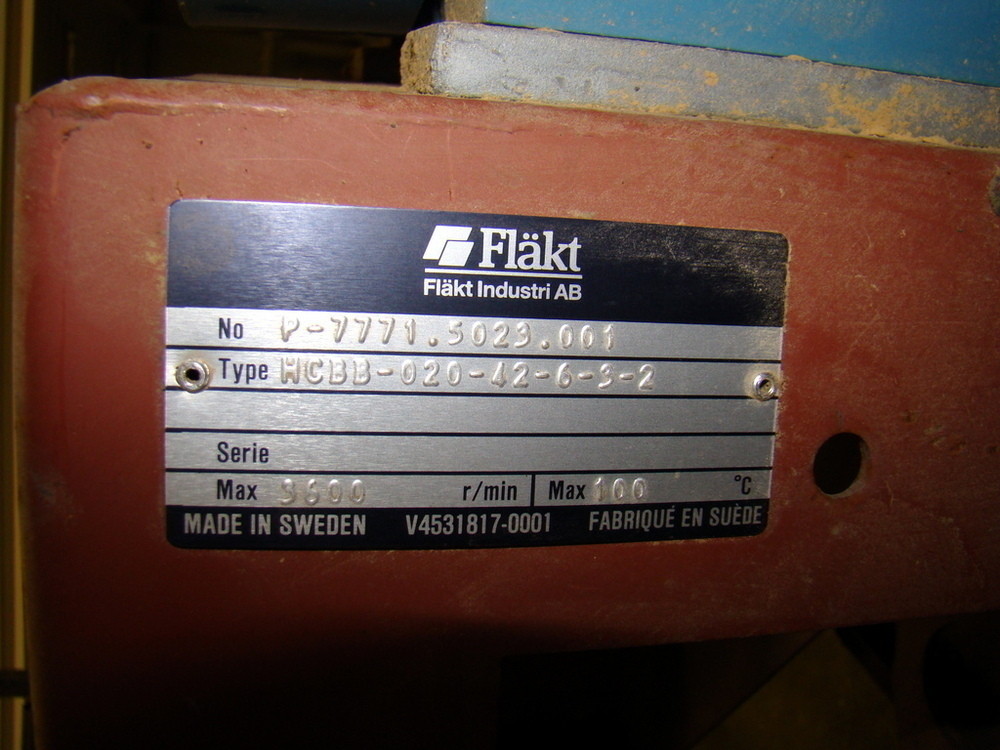 Fläkt
Fläkt Industri AB
No P-7771.5023.001
Type HCBB-020-42-6-3-2
Serie
Max 3600 r/min Max 100 °C
MADE IN SWEDEN V4531817-0001 FABRIQUÉ EN SUÈDE